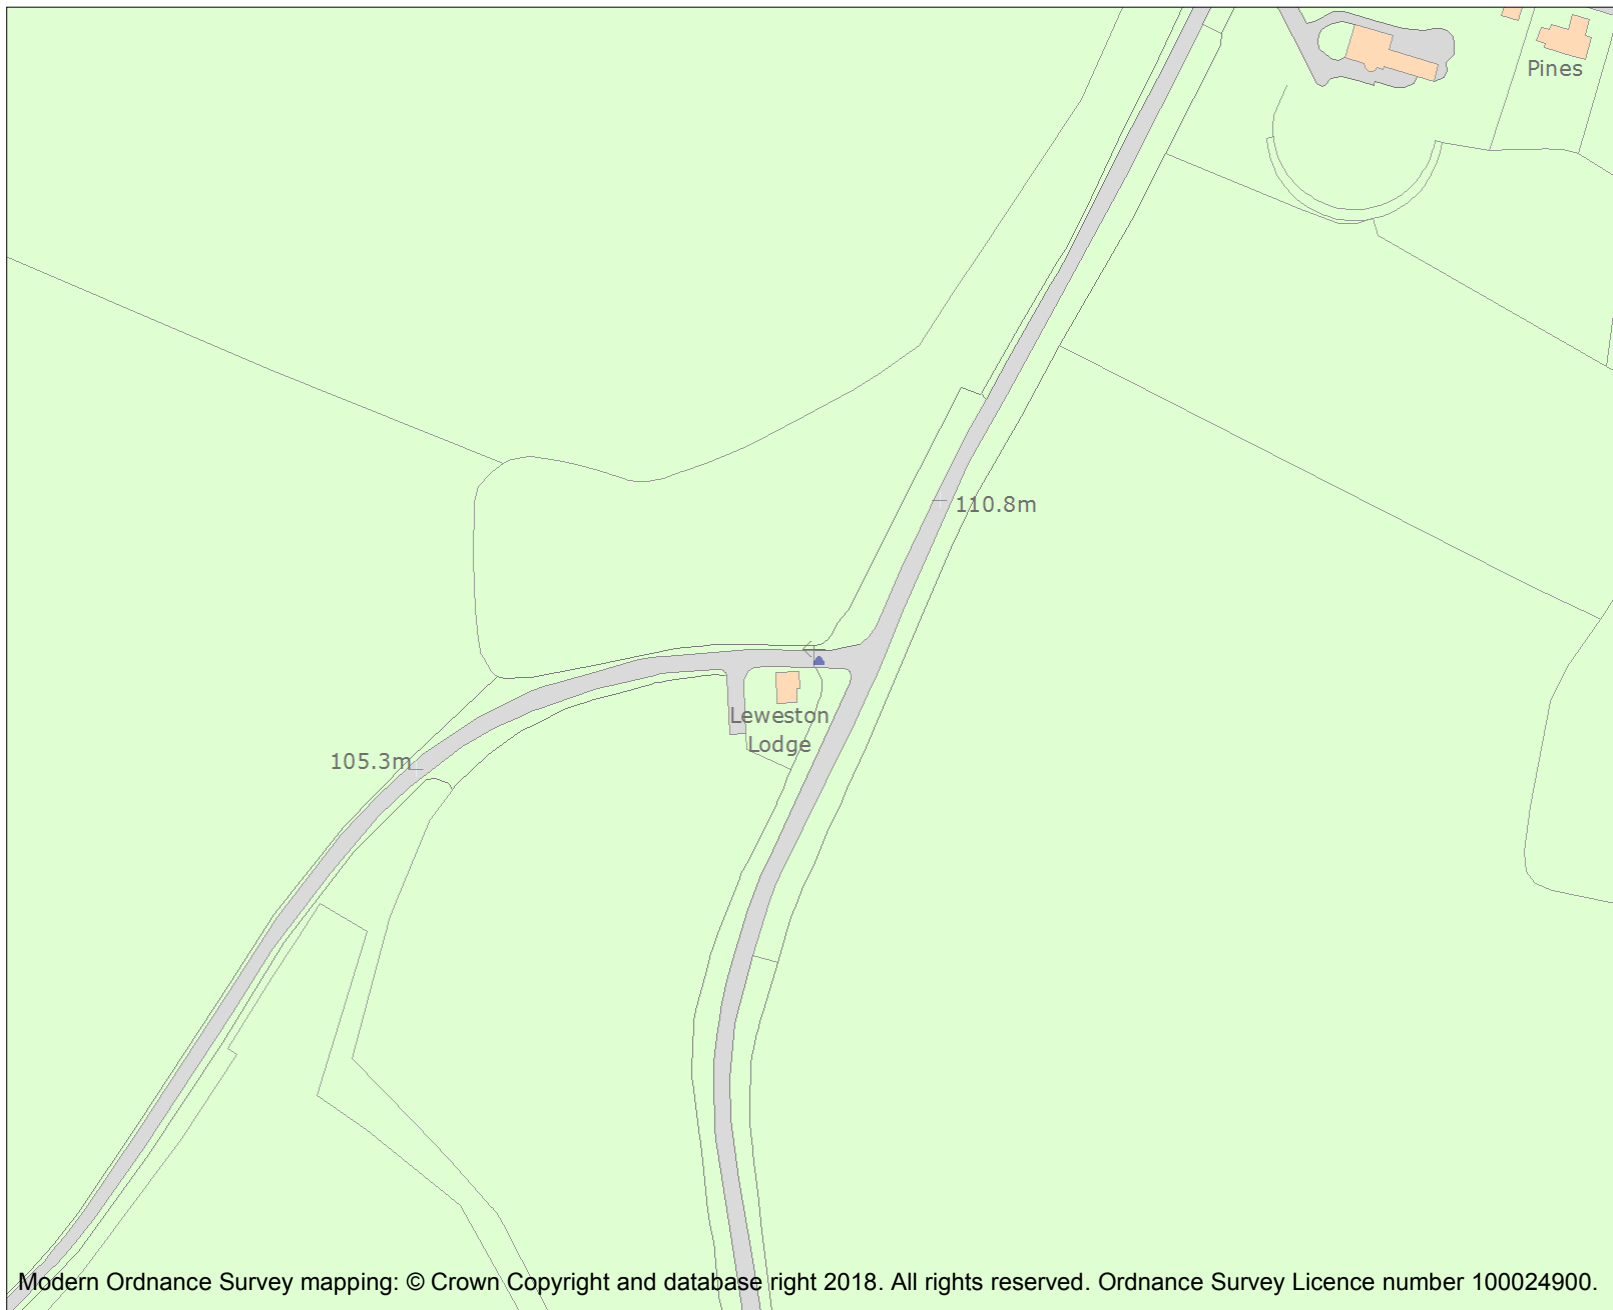 Pines
110.8m
Leweston
Lodge
105.3m
Modern Ordnance Survey mapping: © Crown Copyright and database right 2018. All rights reserved. Ordnance Survey Licence number 100024900.